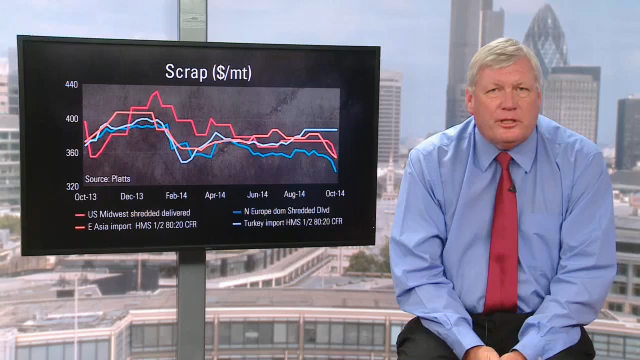 Scrap ($/mt)
440
400
360
320
Source: Platts
Oct-13 Dec-13 Feb-14 Apr-14 Jun-14 Aug-14 Oct-14
US Midwest shredded delivered N Europe dom Shredded Dlvd
E Asia import HMS 1/2 80:20 CFR Turkey import HMS 1/2 80:20 CFR